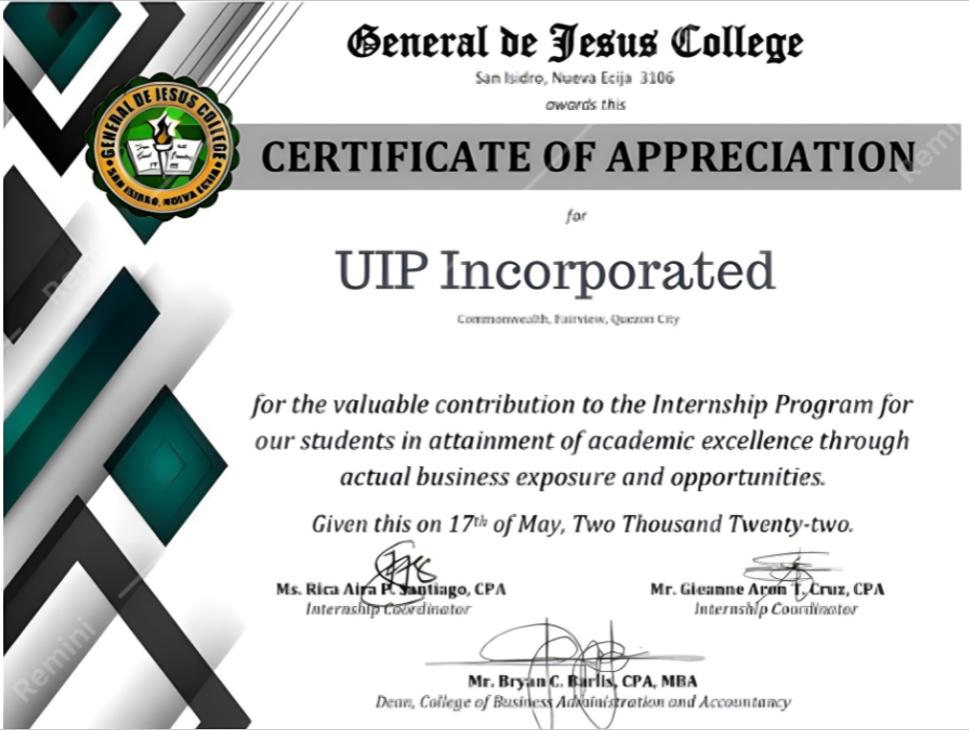 General de Jesus College
San Isidro, Nueva Ecija 3106
awards this
GENERAL DE JESUS COLLEGE
SAN ISIDRO, NUEVA ECIJA
CERTIFICATE OF APPRECIATION
for
UIP Incorporated
Commonwealth, Fairview, Quezon City
for the valuable contribution to the Internship Program for
our students in attainment of academic excellence through
actual business exposure and opportunities.
Given this on 17th of May, Two Thousand Twenty-two.
Ms. Rica Aira P. Santiago, CPA
Internship Coordinator
Mr. Gleanne Aron T. Cruz, CPA
Internship Coordinator
Mr. Bryan C. Barlis, CPA, MBA
Dean, College of Business Administration and Accountancy
Remini